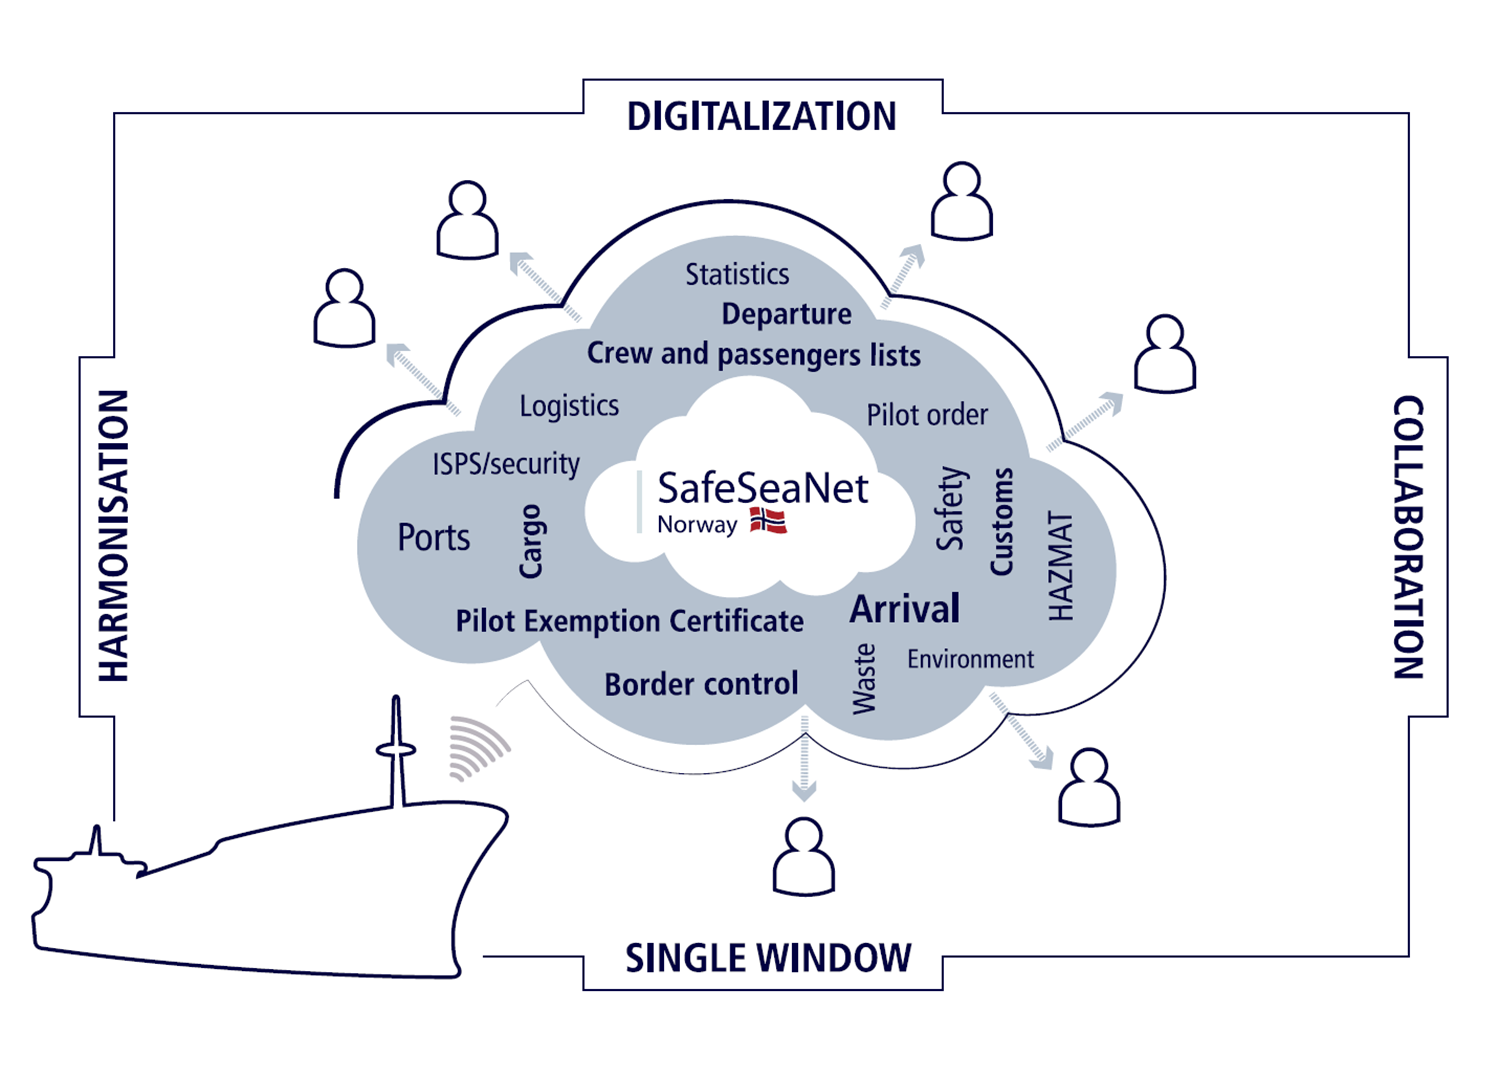 DIGITALIZATION
Statistics
Departure
Crew and passengers lists
Logistics
Pilot order
ISPS/security
SafeSeaNet
Norway
Ports
Cargo
Safety
Customs
HAZMAT
Pilot Exemption Certificate
Arrival
Border control
Waste
Environment
HARMONISATION
COLLABORATION
SINGLE WINDOW